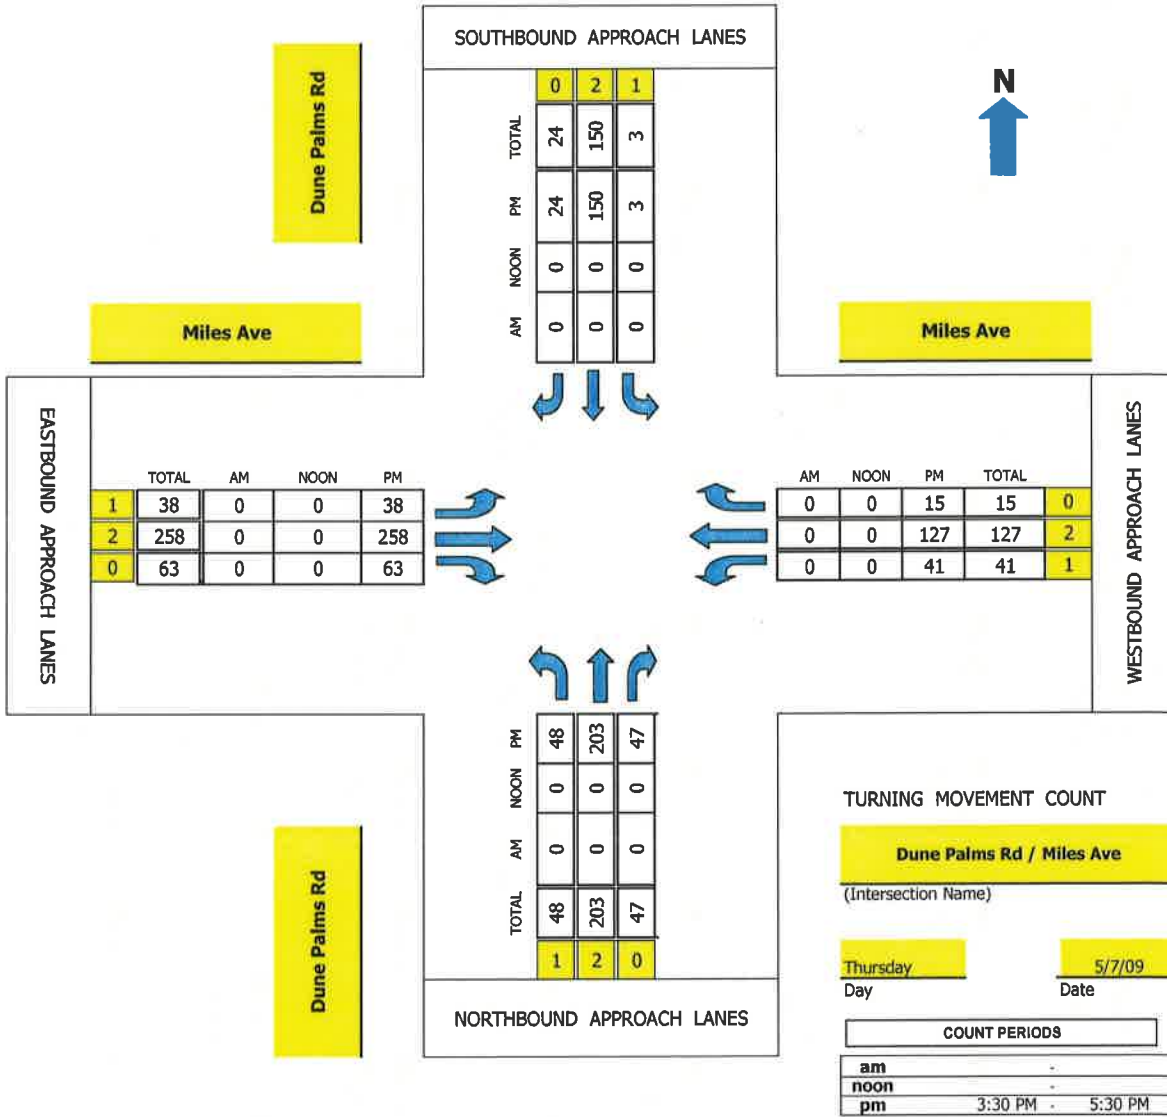 SOUTHBOUND APPROACH LANES
0 2 1
TOTAL 24 150 3
PM 24 150 3
NOON 0 0 0
AM 0 0 0
Dune Palms Rd
N
Miles Ave
Miles Ave
EASTBOUND APPROACH LANES
TOTAL AM NOON PM
1 38 0 0 38
2 258 0 0 258
0 63 0 0 63
AM NOON PM TOTAL
0 0 15 15 0
0 0 127 127 2
0 0 41 41 1
WESTBOUND APPROACH LANES
PM 48 203 47
NOON 0 0 0
AM 0 0 0
TOTAL 48 203 47
1 2 0
NORTHBOUND APPROACH LANES
Dune Palms Rd
TURNING MOVEMENT COUNT
Dune Palms Rd / Miles Ave
(Intersection Name)
Thursday 5/7/09
Day Date
COUNT PERIODS
am -
noon -
pm 3:30 PM - 5:30 PM